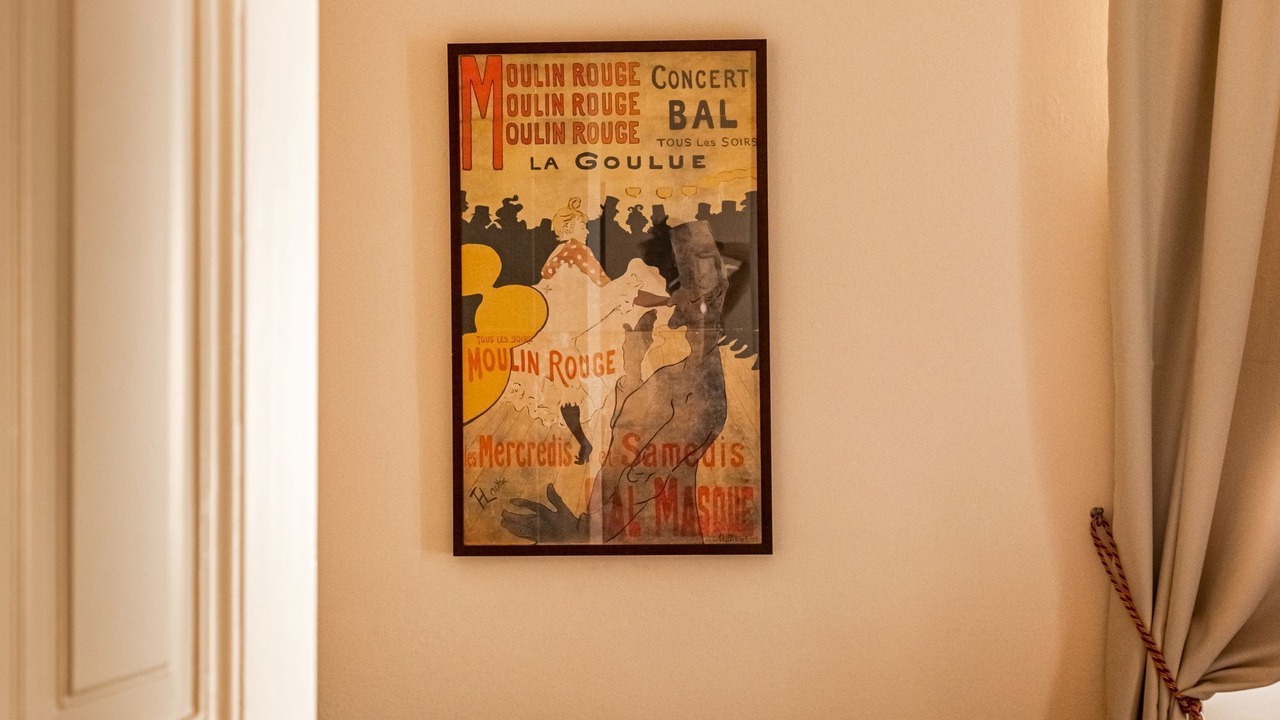 MOULIN ROUGE
MOULIN ROUGE
MOULIN ROUGE
CONCERT
BAL
TOUS Les SOIRS
LA GOULUE
TOUS LES SOIRS
MOULIN ROUGE
les Mercredis et Samedis
BAL MASQUE